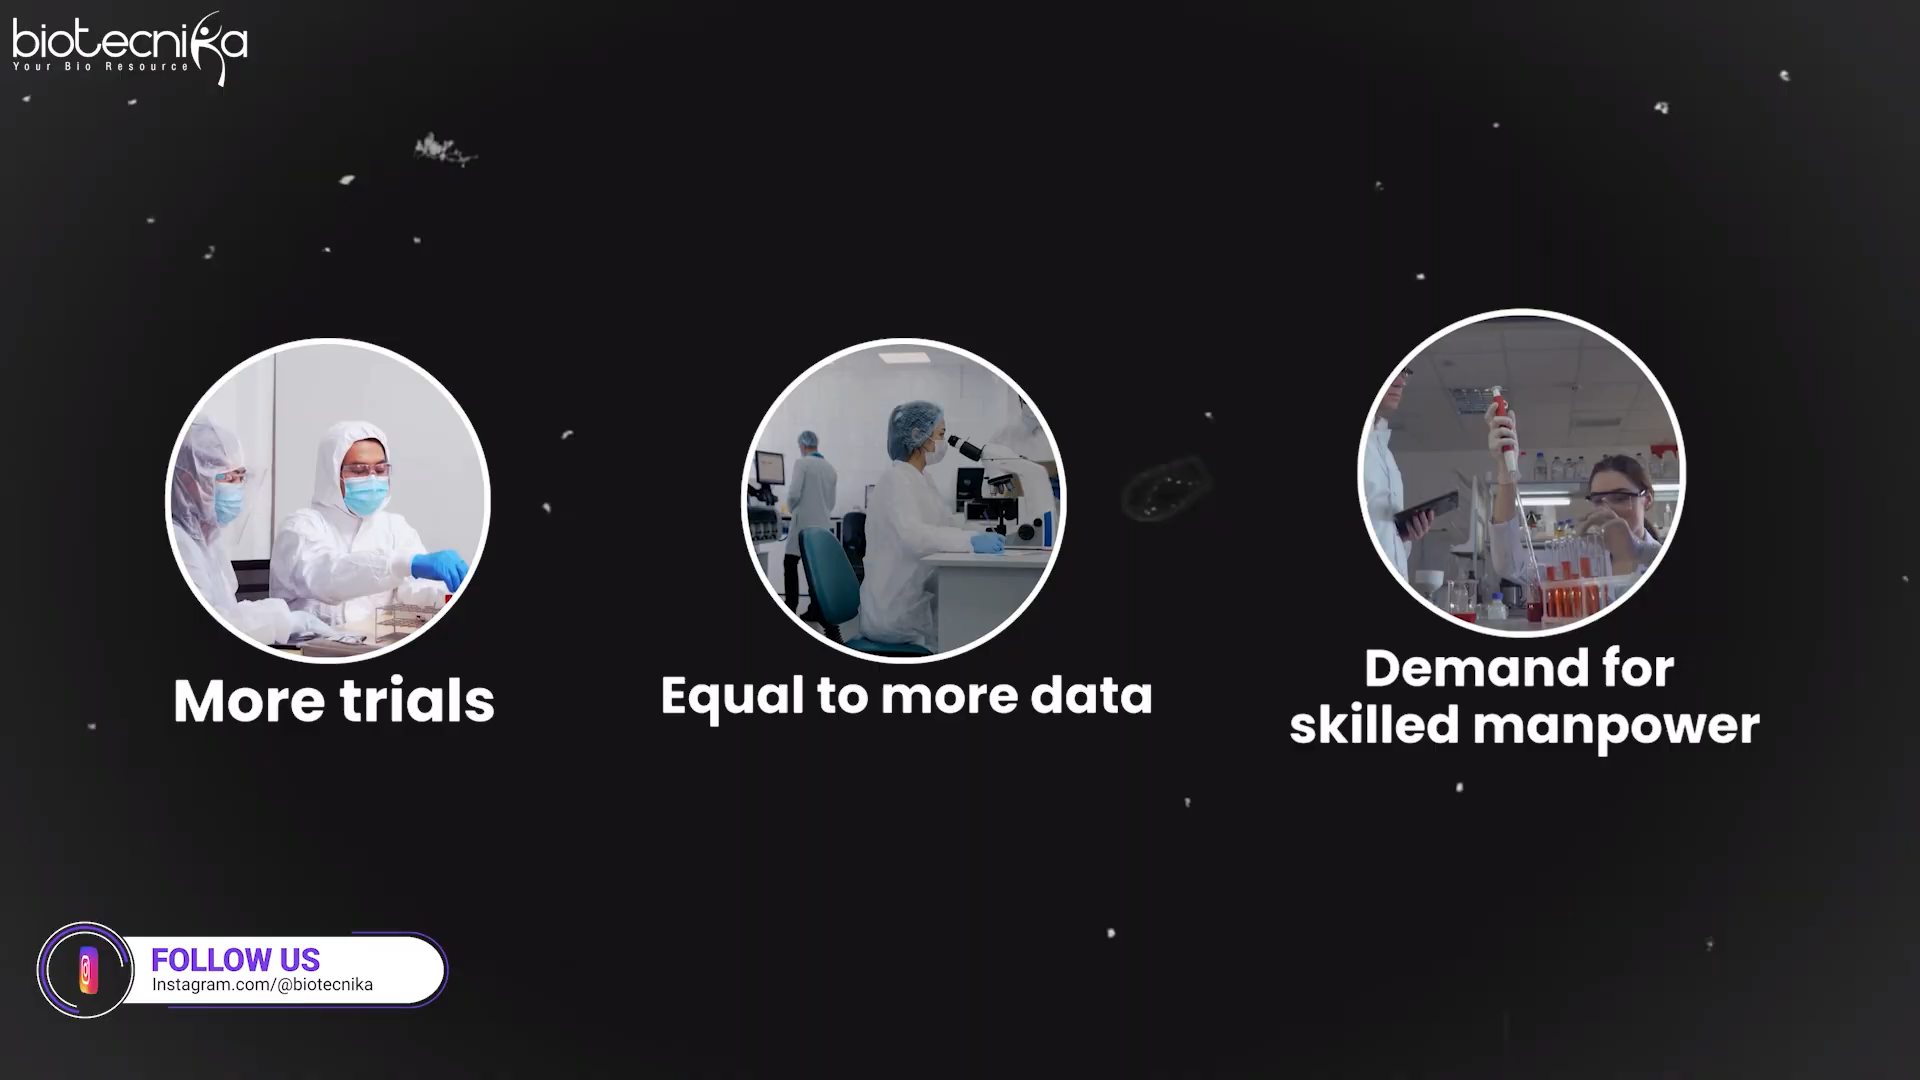 biotecnika
Your Bio Resource
More trials
Equal to more data
Demand for
skilled manpower
FOLLOW US
Instagram.com/@biotecnika